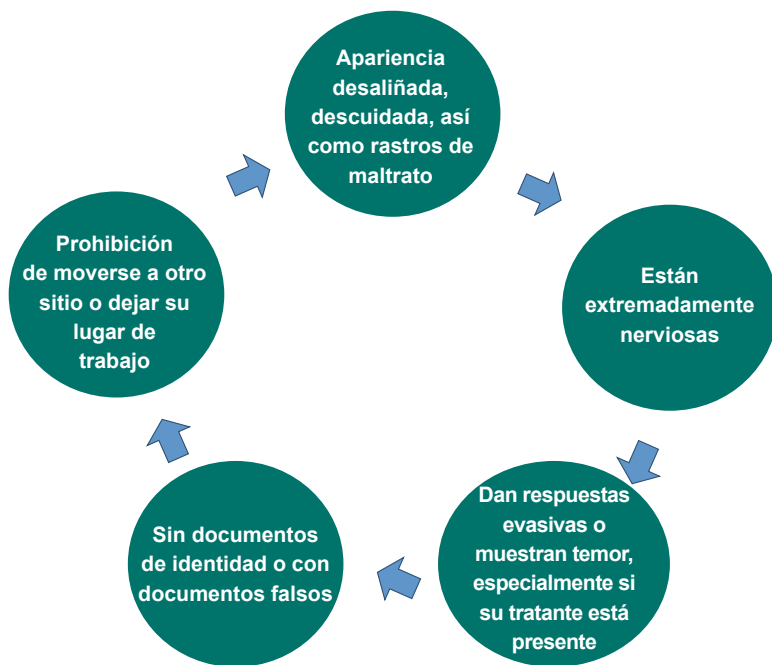 Apariencia
desaliñada,
descuidada, así
como rastros de
maltrato
Están
extremadamente
nerviosas
Dan respuestas
evasivas o
muestran temor,
especialmente si
su tratante está
presente
Sin documentos
de identidad o con
documentos falsos
Prohibición
de moverse a otro
sitio o dejar su
lugar de
trabajo